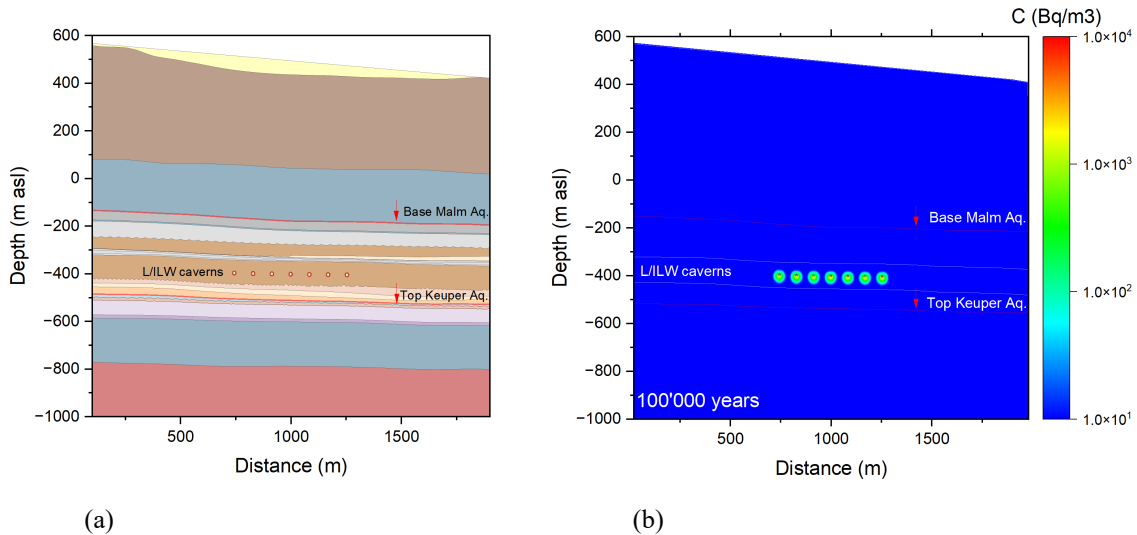 C (Bq/m3)
600
400
200
0
−200
−400
−600
−800
−1000
Depth (m asl)
Base Malm Aq.
L/ILW caverns
Top Keuper Aq.
500
1000
1500
Distance (m)
(a)
600
400
200
0
−200
−400
−600
−800
−1000
Depth (m asl)
Base Malm Aq.
L/ILW caverns
Top Keuper Aq.
100'000 years
500
1000
1500
Distance (m)
1.0×10⁴
1.0×10³
1.0×10²
1.0×10¹
(b)